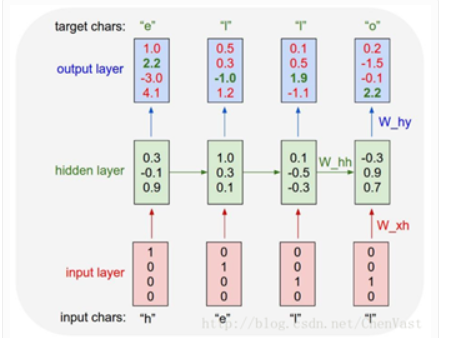 target chars: "e" "l" "l" "o"
output layer
1.0 0.5 0.1 0.2
2.2 0.3 0.5 -1.5
-3.0 -1.0 1.9 -0.1
4.1 1.2 -1.1 2.2
W_hy
hidden layer
0.3 1.0 0.1 -0.3
-0.1 0.3 -0.5 0.9
0.9 0.1 -0.3 0.7
W_hh
W_xh
input layer
1 0 0 0
0 1 0 0
0 0 1 1
0 0 0 0
input chars: "h" "e" "l" "l"
http://blog.csdn.net/ChenVast